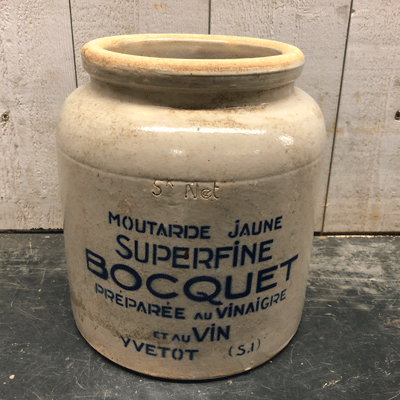 5K Net
MOUTARDE JAUNE
SUPERFINE
BOCQUET
PRÉPARÉE AU VINAIGRE
ET AU VIN
YVETOT (S.I)